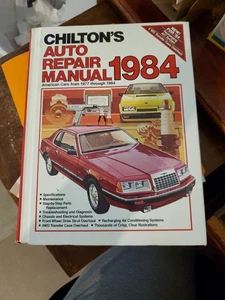 CHILTON'S
AUTO
REPAIR
MANUAL 1984
American Cars from 1977 through 1984
• Specifications
• Maintenance
• Step-by-Step Parts
Replacement
• Troubleshooting and Diagnosis
• Chassis and Electrical Systems
• Front Wheel Drive Strut Overhaul
• Recharging Air Conditioning Systems
• 4WD Transfer Case Overhaul
• Thousands of Crisp, Clear Illustrations